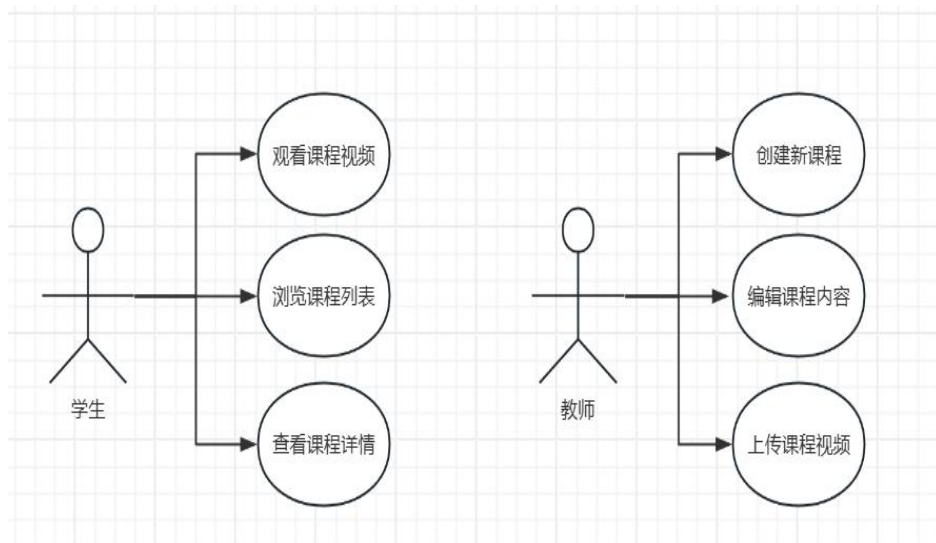 观看课程视频
浏览课程列表
查看课程详情
学生
创建新课程
编辑课程内容
上传课程视频
教师